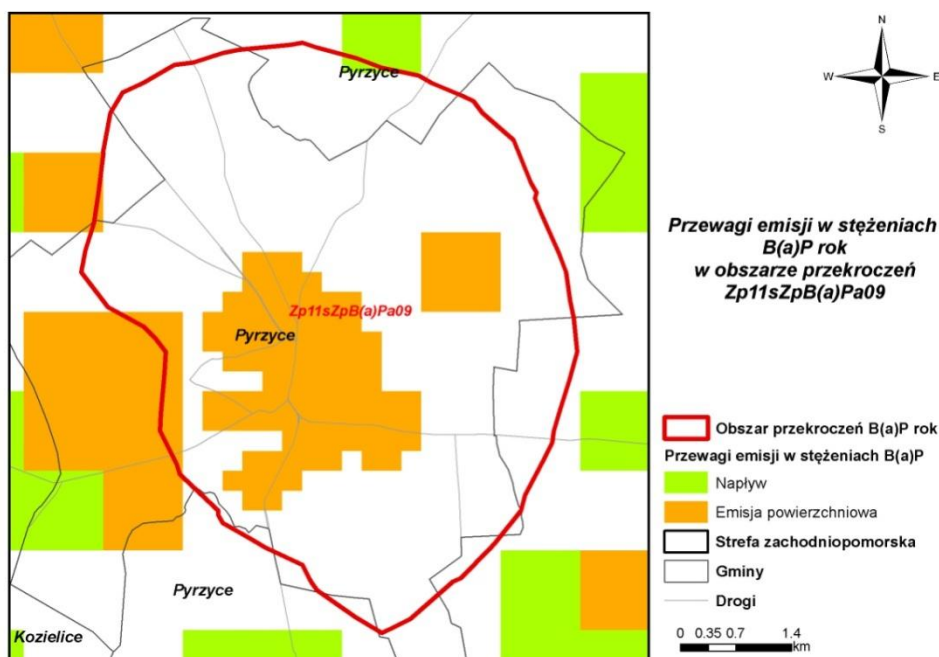 Pyrzyce
Zp11sZpB(a)Pa09
Pyrzyce
Pyrzyce
Kozielice
N
W
E
S
Przewagi emisji w stężeniach
B(a)P rok
w obszarze przekroczeń
Zp11sZpB(a)Pa09
Obszar przekroczeń B(a)P rok
Przewagi emisji w stężeniach B(a)P
Napływ
Emisja powierzchniowa
Strefa zachodniopomorska
Gminy
Drogi
0 0.35 0.7 1.4
km